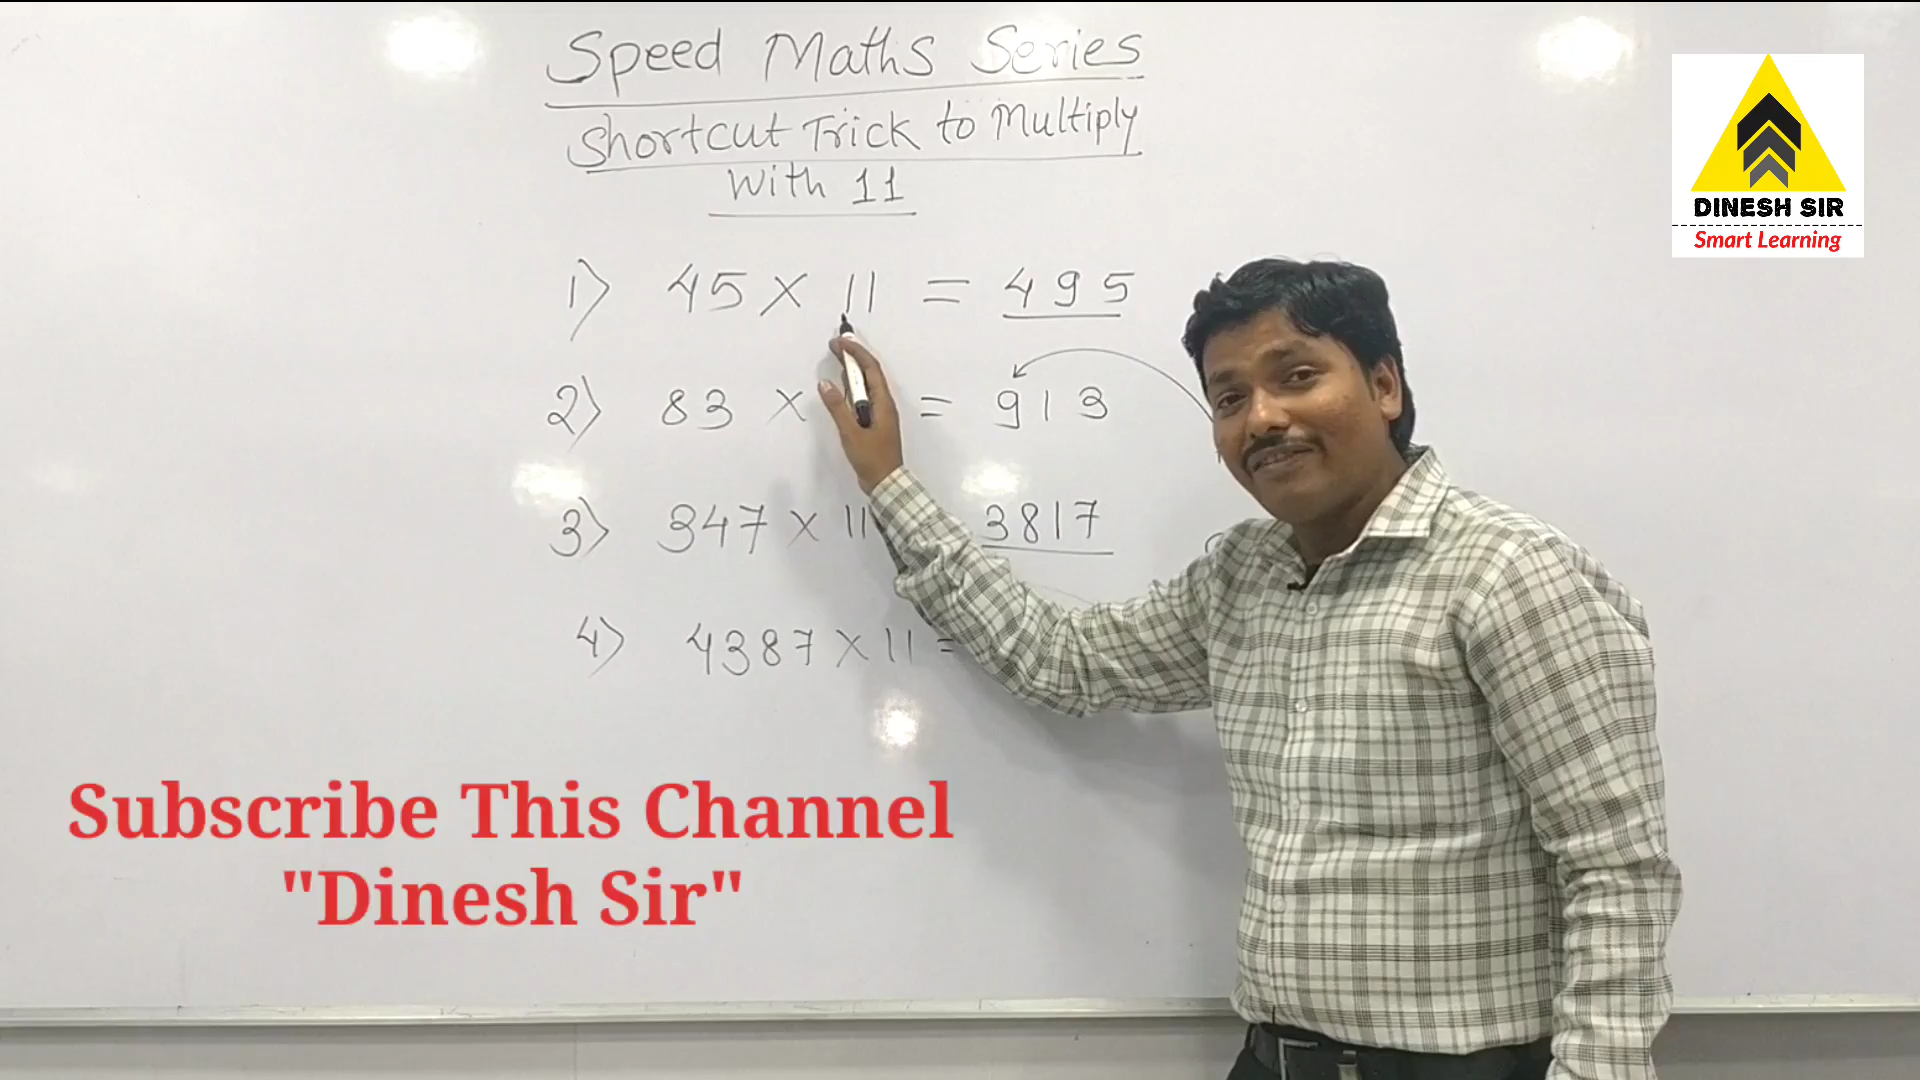 Speed Maths Series
Shortcut Trick to Multiply
With 11
1) 45 × 11 = 495
2) 83 × = 913
3) 347 × 11 3817
4) 4387 × 11 =
DINESH SIR
Smart Learning
Subscribe This Channel
"Dinesh Sir"